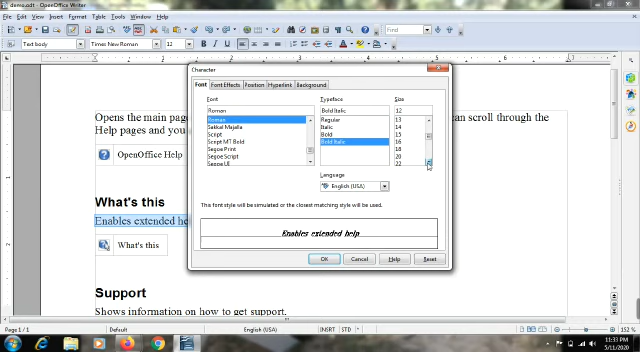 demo.odt - OpenOffice Writer
File Edit View Insert Format Table Tools Window Help
Find
Text body Times New Roman 12
Character
Font Font Effects Position Hyperlink Background
Font Typeface Size
Roman Bold Italic 12
Roman Regular 13
Sakkal Majalla Italic 14
Script Bold 15
Script MT Bold Bold Italic 16
Segoe Print 18
Segoe Script 20
Segoe UI 22
Language
English (USA)
This font style will be simulated or the closest matching style will be used.
Enables extended help
OK Cancel Help Reset
Opens the main pag can scroll through the
Help pages and you
OpenOffice Help
What's this
Enables extended hel
What's this
Support
Shows information on how to get support.
Page 1 / 1 Default English (USA) INSRT STD 152 %
11:33 PM
5/11/2020